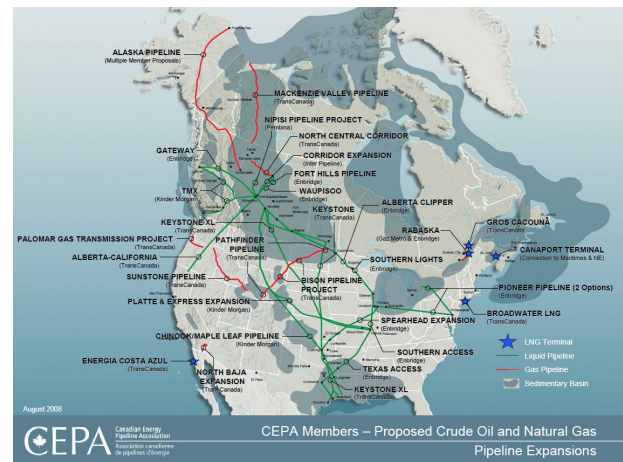 ALASKA PIPELINE
(Multiple Member Proposals)
MACKENZIE VALLEY PIPELINE
(TransCanada)
NIPISI PIPELINE PROJECT
(Pembina)
NORTH CENTRAL CORRIDOR
(TransCanada)
CORRIDOR EXPANSION
(Inter Pipeline)
GATEWAY
(Enbridge)
FORT HILLS PIPELINE
(Enbridge)
WAUPISOO
(Enbridge)
TMX
(Kinder Morgan)
KEYSTONE
(TransCanada)
ALBERTA CLIPPER
(Enbridge)
KEYSTONE XL
(TransCanada)
RABASKA
(Gaz Metro & Enbridge)
GROS CACOUNA
(TransCanada)
PALOMAR GAS TRANSMISSION PROJECT
(TransCanada)
PATHFINDER
PIPELINE
(TransCanada)
CANAPORT TERMINAL
(Connection to Maritimes & NE)
ALBERTA-CALIFORNIA
(TransCanada)
SOUTHERN LIGHTS
(Enbridge)
SUNSTONE PIPELINE
(TransCanada)
BISON PIPELINE
PROJECT
(TransCanada)
PIONEER PIPELINE (2 Options)
(Enbridge)
PLATTE & EXPRESS EXPANSION
(Kinder Morgan)
BROADWATER LNG
(TransCanada)
SPEARHEAD EXPANSION
(Enbridge)
CHINOOK/MAPLE LEAF PIPELINE
(Kinder Morgan)
SOUTHERN ACCESS
(Enbridge)
ENERGIA COSTA AZUL
(TransCanada)
TEXAS ACCESS
(Enbridge)
NORTH BAJA
EXPANSION
(TransCanada)
KEYSTONE XL
(TransCanada)
LNG Terminal
Liquid Pipeline
Gas Pipeline
Sedimentary Basin
August 2008
CEPA
Canadian Energy
Pipeline Association
Association canadienne
de pipelines d'énergie
CEPA Members – Proposed Crude Oil and Natural Gas
Pipeline Expansions